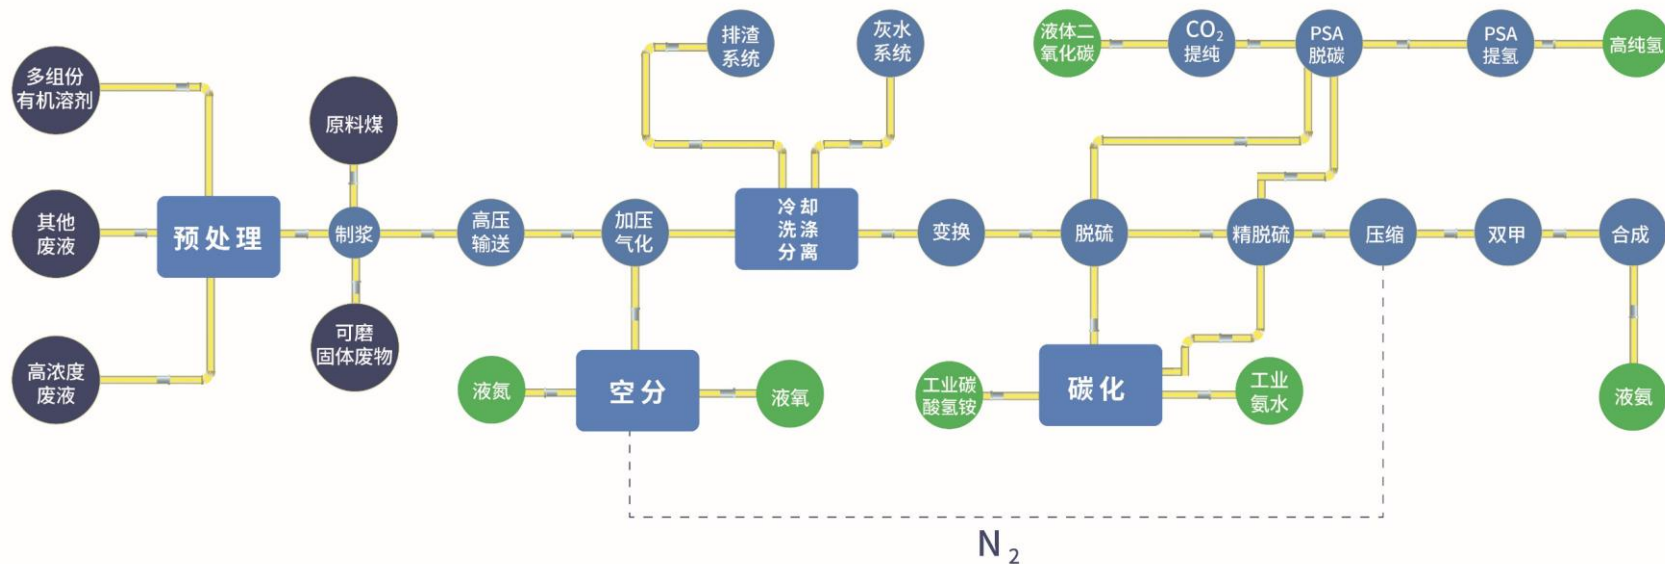 多组份
有机溶剂
其他
废液
高浓度
废液
预处理
原料煤
制浆
可磨
固体废物
高压
输送
加压
气化
空分
液氮
液氧
排渣
系统
灰水
系统
冷却
洗涤
分离
变换
脱硫
精脱硫
压缩
双甲
合成
液氨
液体二
氧化碳
CO₂
提纯
PSA
脱碳
PSA
提氢
高纯氢
工业碳
酸氢铵
碳化
工业
氨水
N₂